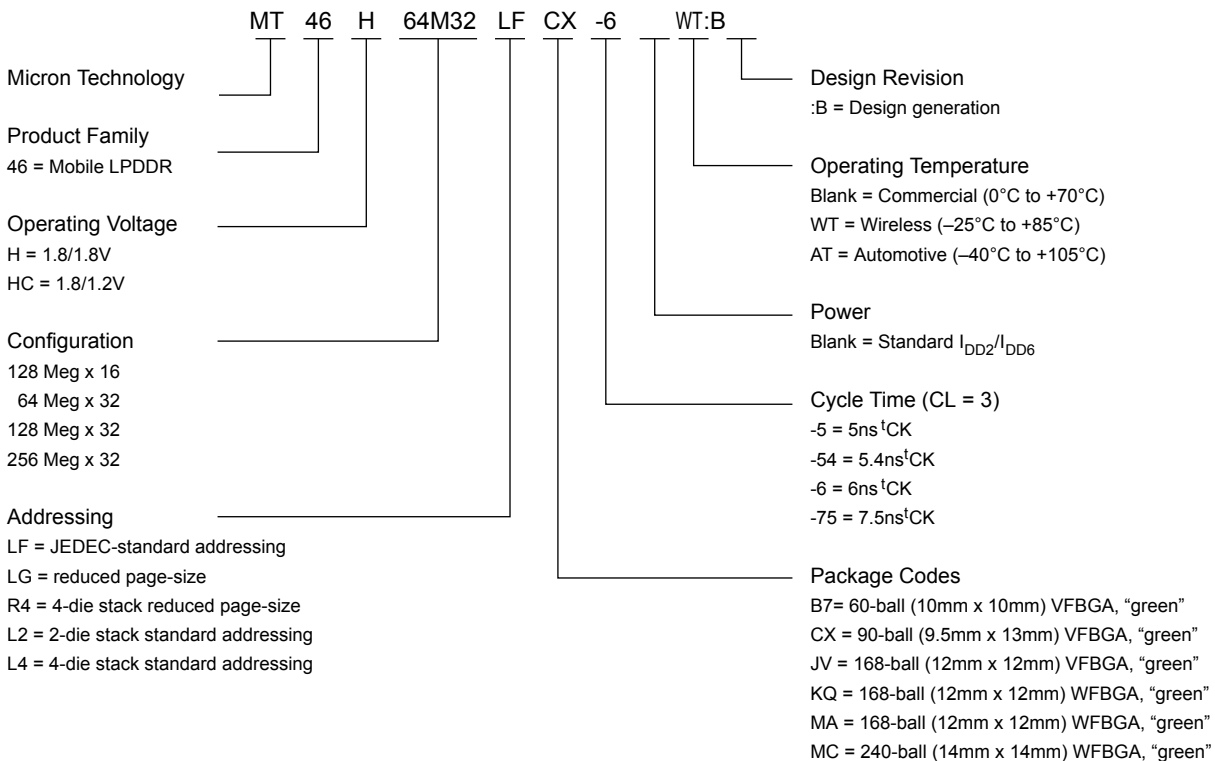 MT 46 H 64M32 LF CX -6 WT:B
Micron Technology
Product Family
46 = Mobile LPDDR
Operating Voltage
H = 1.8/1.8V
HC = 1.8/1.2V
Configuration
128 Meg x 16
64 Meg x 32
128 Meg x 32
256 Meg x 32
Addressing
LF = JEDEC-standard addressing
LG = reduced page-size
R4 = 4-die stack reduced page-size
L2 = 2-die stack standard addressing
L4 = 4-die stack standard addressing
Design Revision
:B = Design generation
Operating Temperature
Blank = Commercial (0°C to +70°C)
WT = Wireless (–25°C to +85°C)
AT = Automotive (–40°C to +105°C)
Power
Blank = Standard IDD2/IDD6
Cycle Time (CL = 3)
-5 = 5ns tCK
-54 = 5.4ns tCK
-6 = 6ns tCK
-75 = 7.5ns tCK
Package Codes
B7= 60-ball (10mm x 10mm) VFBGA, “green”
CX = 90-ball (9.5mm x 13mm) VFBGA, “green”
JV = 168-ball (12mm x 12mm) VFBGA, “green”
KQ = 168-ball (12mm x 12mm) WFBGA, “green”
MA = 168-ball (12mm x 12mm) WFBGA, “green”
MC = 240-ball (14mm x 14mm) WFBGA, “green”